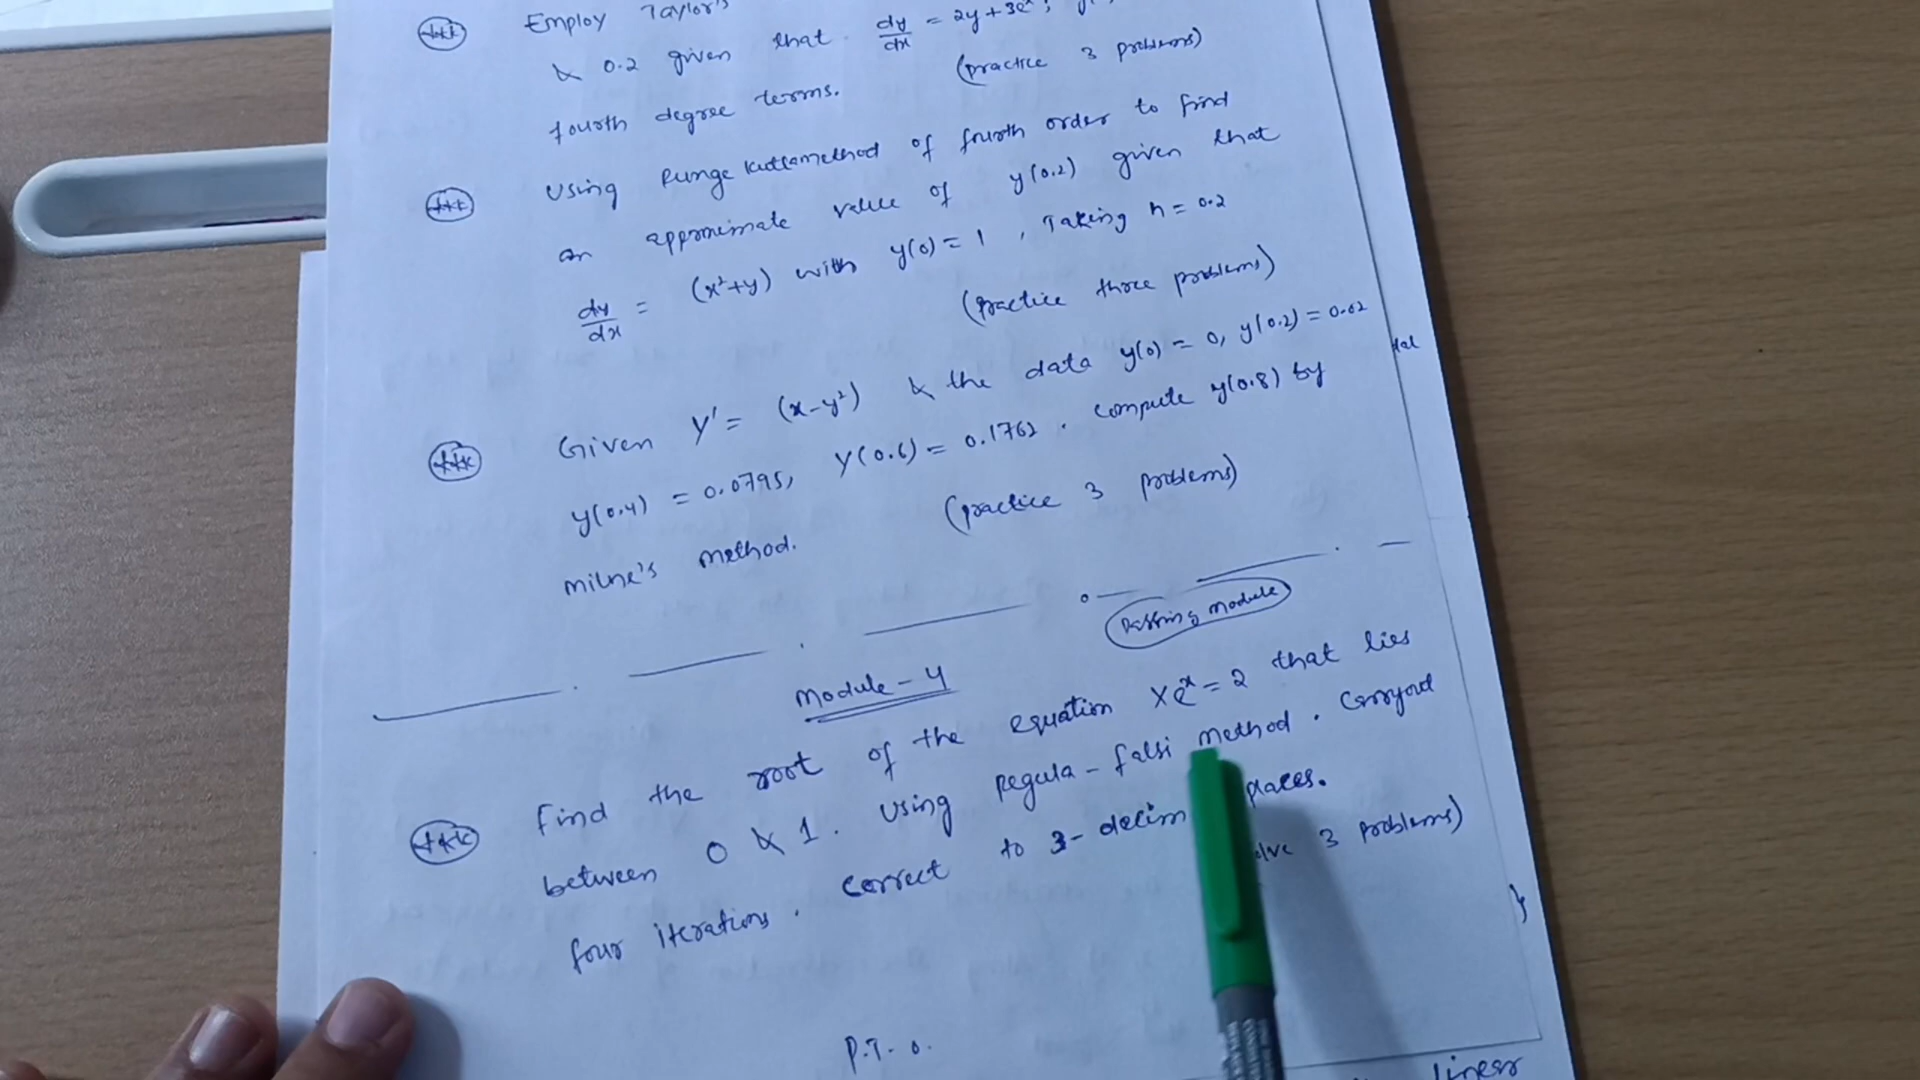 Employ Taylor's
& 0.2 given that dy/dx = 2y+3eˣ;
fourth degree terms. (practice 3 problems)
Using Runge kuttamethod of fourth order to find
an approximate value of y(0.2) given that
dy/dx = (x²+y) with y(0) = 1, Taking h = 0.2
(practice three problems)
Given y' = (x-y²) & the data y(0) = 0, y(0.2) = 0.02
y(0.4) = 0.0795, y(0.6) = 0.1762. compute y(0.8) by
milne's method. (practice 3 problems)
Passing module
Module - 4
Find the root of the equation xeˣ = 2 that lies
between 0 & 1. Using Regula - falsi method. Carryout
four iterations. Correct to 3-decim places.
3 problems)
P.T.O.
linear